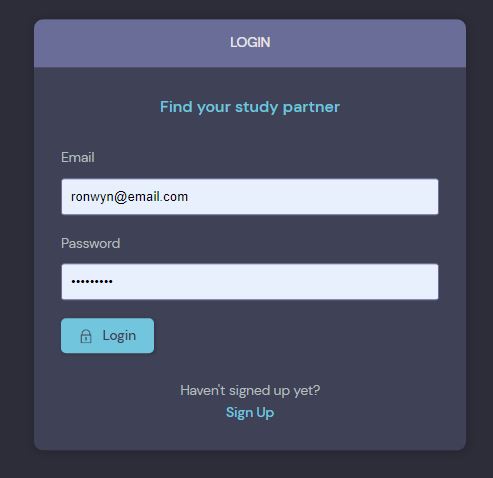 LOGIN
Find your study partner
Email
ronwyn@email.com
Password
•••••••••
Login
Haven't signed up yet?
Sign Up